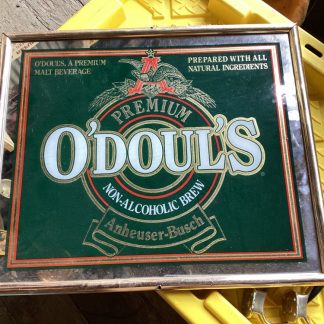 O'DOUL'S, A PREMIUM
MALT BEVERAGE
PREPARED WITH ALL
NATURAL INGREDIENTS
PREMIUM
O'DOUL'S
NON-ALCOHOLIC BREW
Anheuser-Busch